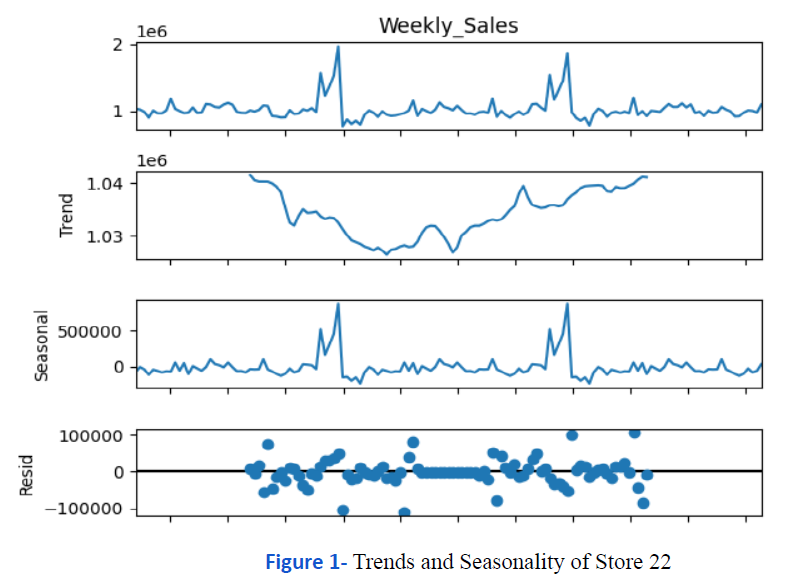 Weekly_Sales
1e6
2
1
1e6
1.04
Trend
1.03
500000
Seasonal
0
100000
Resid
0
−100000
Figure 1- Trends and Seasonality of Store 22